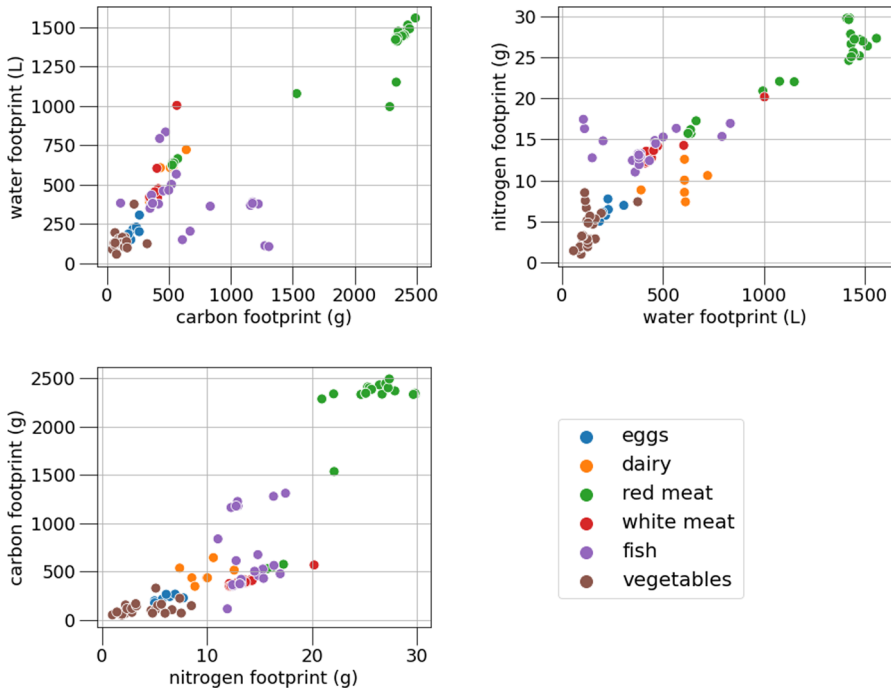 1500
1250
1000
750
500
250
0
water footprint (L)
0 500 1000 1500 2000 2500
carbon footprint (g)
30
25
20
15
10
5
0
nitrogen footprint (g)
0 500 1000 1500
water footprint (L)
2500
2000
1500
1000
500
0
carbon footprint (g)
0 10 20 30
nitrogen footprint (g)
eggs
dairy
red meat
white meat
fish
vegetables